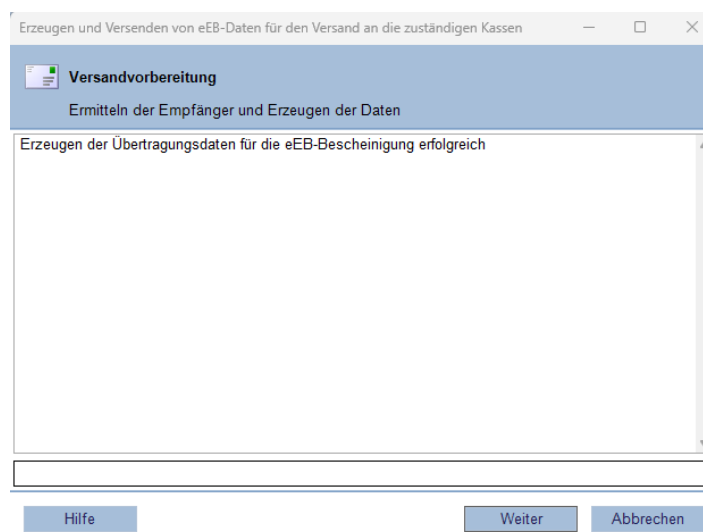 Erzeugen und Versenden von eEB-Daten für den Versand an die zuständigen Kassen
Versandvorbereitung
Ermitteln der Empfänger und Erzeugen der Daten
Erzeugen der Übertragungsdaten für die eEB-Bescheinigung erfolgreich
Hilfe
Weiter
Abbrechen